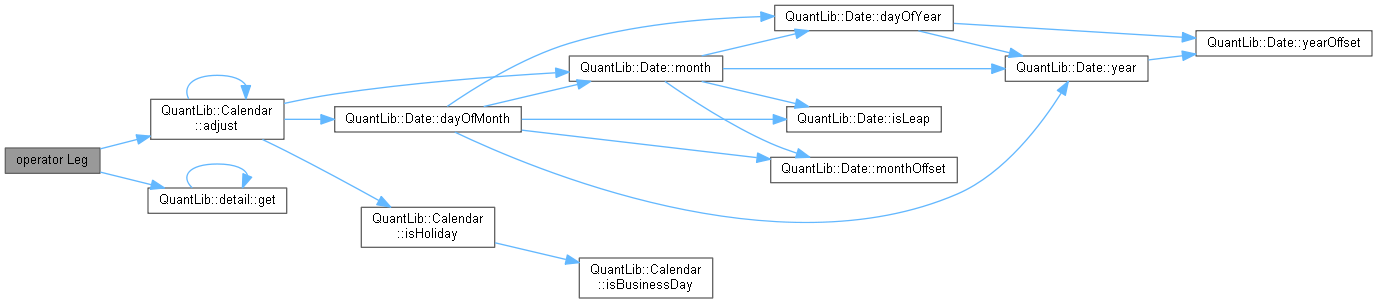 operator Leg
QuantLib::Calendar
::adjust
QuantLib::detail::get
QuantLib::Date::dayOfMonth
QuantLib::Calendar
::isHoliday
QuantLib::Date::month
QuantLib::Calendar
::isBusinessDay
QuantLib::Date::dayOfYear
QuantLib::Date::isLeap
QuantLib::Date::monthOffset
QuantLib::Date::year
QuantLib::Date::yearOffset